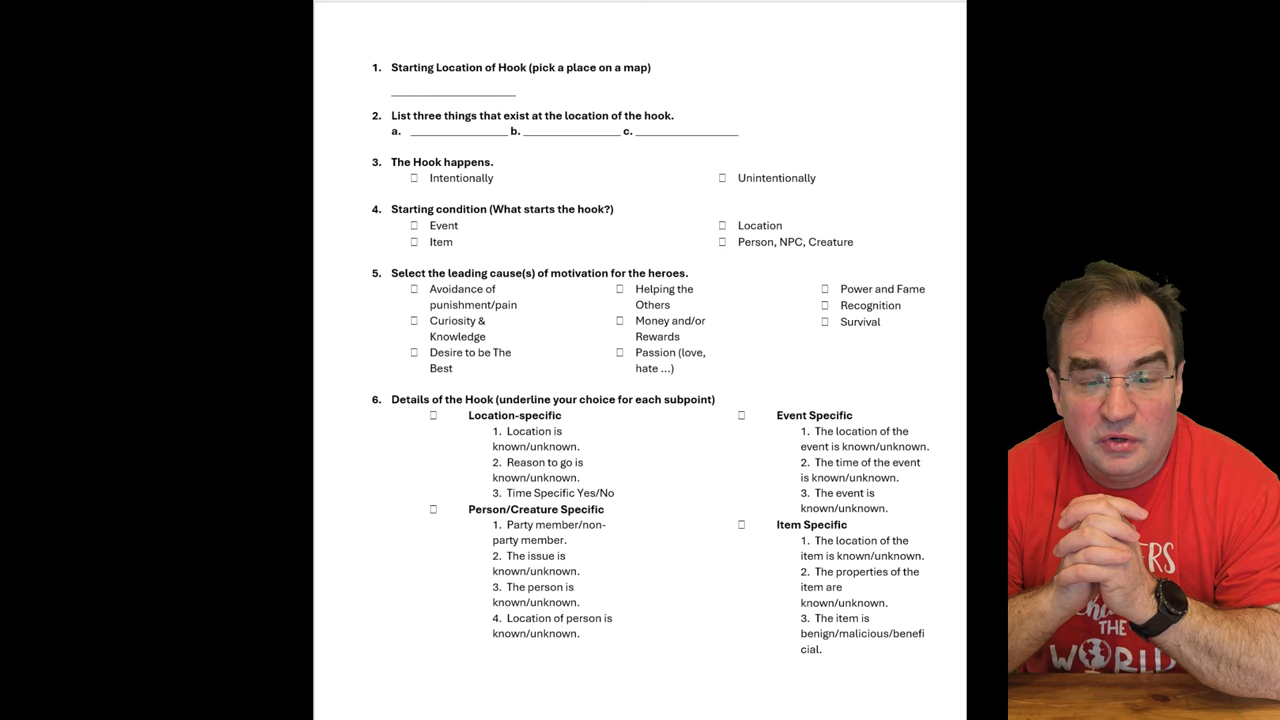 1. Starting Location of Hook (pick a place on a map)
____________________
2. List three things that exist at the location of the hook.
a. ________________ b. ________________ c. _________________
3. The Hook happens.
☐ Intentionally ☐ Unintentionally
4. Starting condition (What starts the hook?)
☐ Event ☐ Location
☐ Item ☐ Person, NPC, Creature
5. Select the leading cause(s) of motivation for the heroes.
☐ Avoidance of
punishment/pain
☐ Curiosity &
Knowledge
☐ Desire to be The
Best
☐ Helping the
Others
☐ Money and/or
Rewards
☐ Passion (love,
hate ...)
☐ Power and Fame
☐ Recognition
☐ Survival
6. Details of the Hook (underline your choice for each subpoint)
☐ Location-specific
1. Location is
known/unknown.
2. Reason to go is
known/unknown.
3. Time Specific Yes/No
☐ Person/Creature Specific
1. Party member/non-
party member.
2. The issue is
known/unknown.
3. The person is
known/unknown.
4. Location of person is
known/unknown.
☐ Event Specific
1. The location of the
event is known/unknown.
2. The time of the event
is known/unknown.
3. The event is
known/unknown.
☐ Item Specific
1. The location of the
item is known/unknown.
2. The properties of the
item are
known/unknown.
3. The item is
benign/malicious/benefi
cial.
THE
WORLD